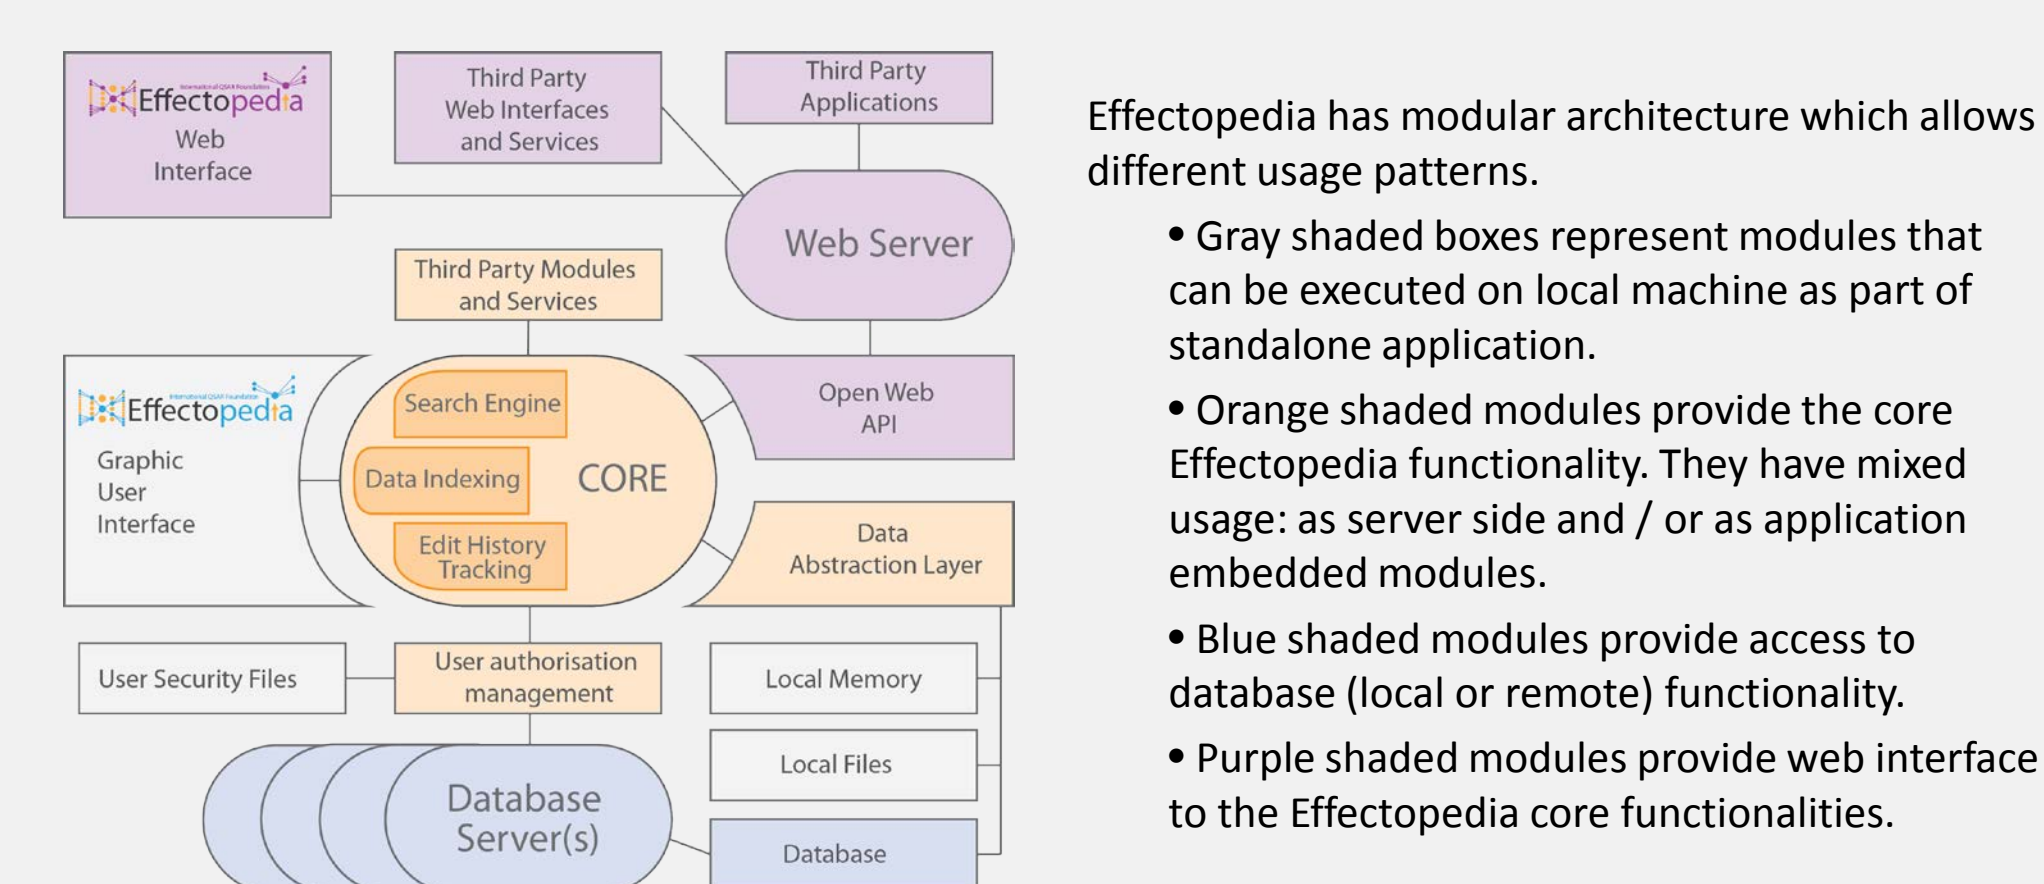 International QSAR Foundation
Effectopedia
Web
Interface
Third Party
Web Interfaces
and Services
Third Party
Applications
Web Server
Third Party Modules
and Services
International QSAR Foundation
Effectopedia
Graphic
User
Interface
Search Engine
Data Indexing
Edit History
Tracking
CORE
Open Web
API
Data
Abstraction Layer
User Security Files
User authorisation
management
Local Memory
Local Files
Database
Server(s)
Database
Effectopedia has modular architecture which allows
different usage patterns.
• Gray shaded boxes represent modules that
can be executed on local machine as part of
standalone application.
• Orange shaded modules provide the core
Effectopedia functionality. They have mixed
usage: as server side and / or as application
embedded modules.
• Blue shaded modules provide access to
database (local or remote) functionality.
• Purple shaded modules provide web interface
to the Effectopedia core functionalities.